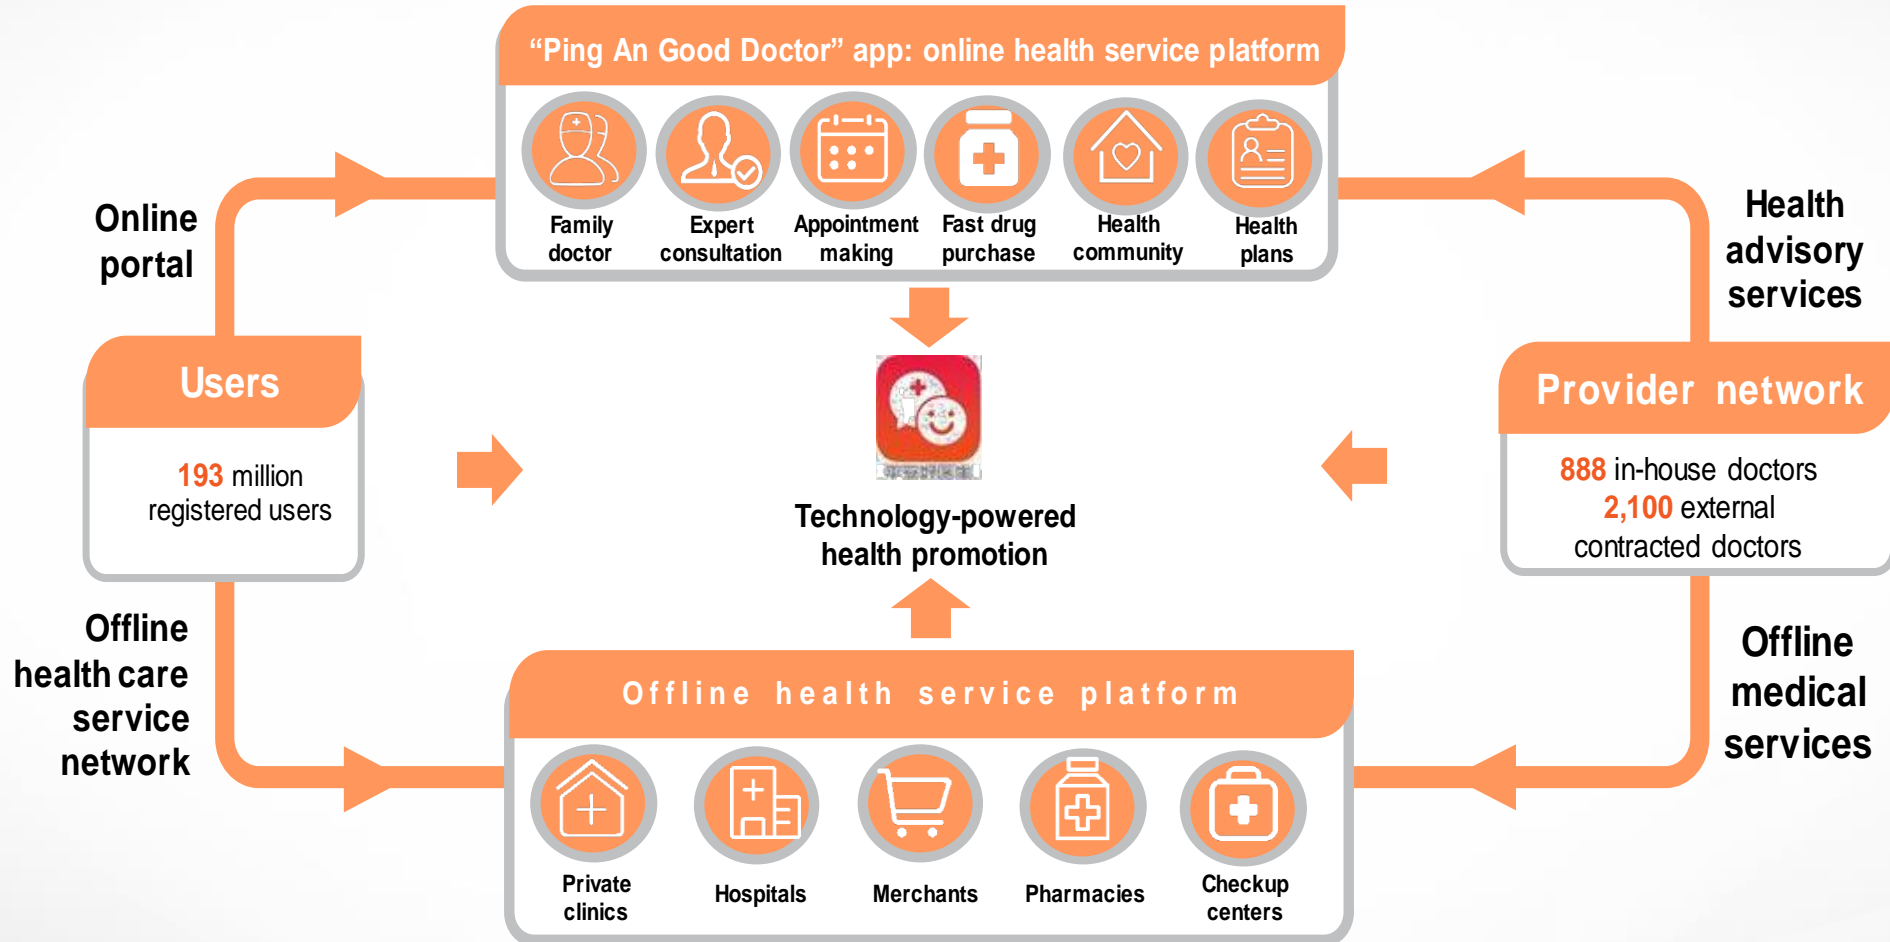 “Ping An Good Doctor” app: online health service platform
Family
doctor
Expert
consultation
Appointment
making
Fast drug
purchase
Health
community
Health
plans
Online
portal
Health
advisory
services
Users
193 million
registered users
Technology-powered
health promotion
Provider network
888 in-house doctors
2,100 external
contracted doctors
Offline
health care
service
network
Offline
medical
services
Offline health service platform
Private
clinics
Hospitals
Merchants
Pharmacies
Checkup
centers